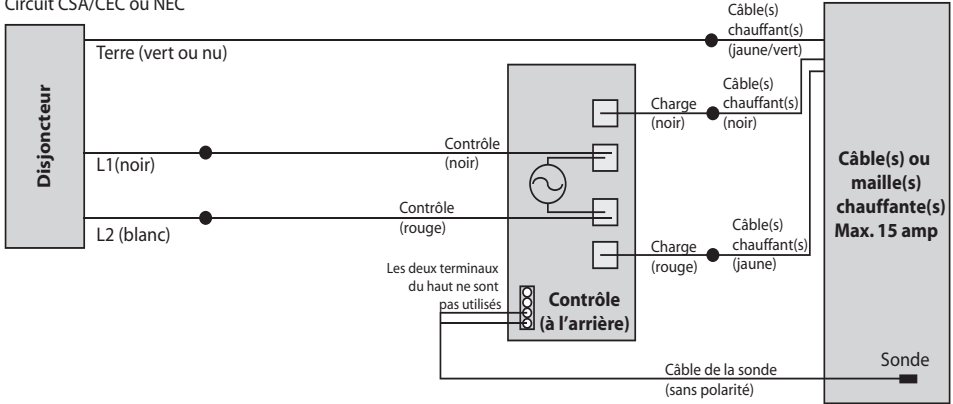 Circuit CSA/CEC ou NEC
Disjoncteur
Terre (vert ou nu)
L1(noir)
L2 (blanc)
Contrôle
(noir)
Contrôle
(rouge)
Les deux terminaux
du haut ne sont
pas utilisés
Contrôle
(à l'arrière)
Charge
(noir)
Charge
(rouge)
Câble(s)
chauffant(s)
(jaune/vert)
Câble(s)
chauffant(s)
(noir)
Câble(s)
chauffant(s)
(jaune)
Câble(s) ou
maille(s)
chauffante(s)
Max. 15 amp
Câble de la sonde
(sans polarité)
Sonde